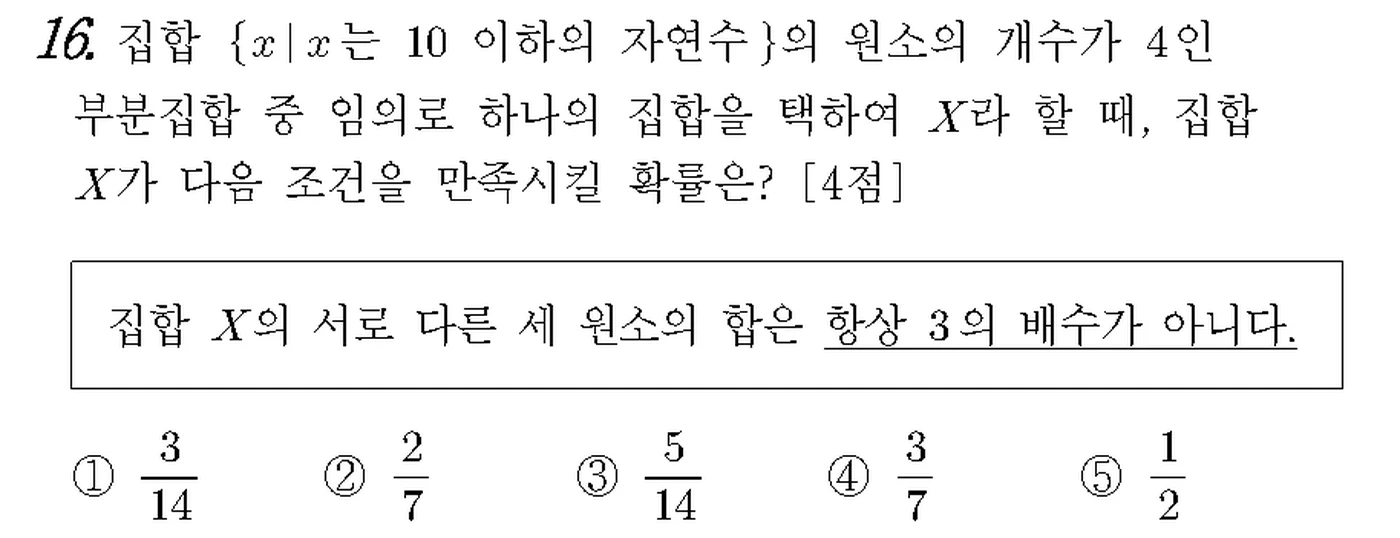 16. 집합 {x | x는 10 이하의 자연수}의 원소의 개수가 4인
부분집합 중 임의로 하나의 집합을 택하여 X라 할 때, 집합
X가 다음 조건을 만족시킬 확률은? [4점]
집합 X의 서로 다른 세 원소의 합은 항상 3의 배수가 아니다.
① 3/14 ② 2/7 ③ 5/14 ④ 3/7 ⑤ 1/2